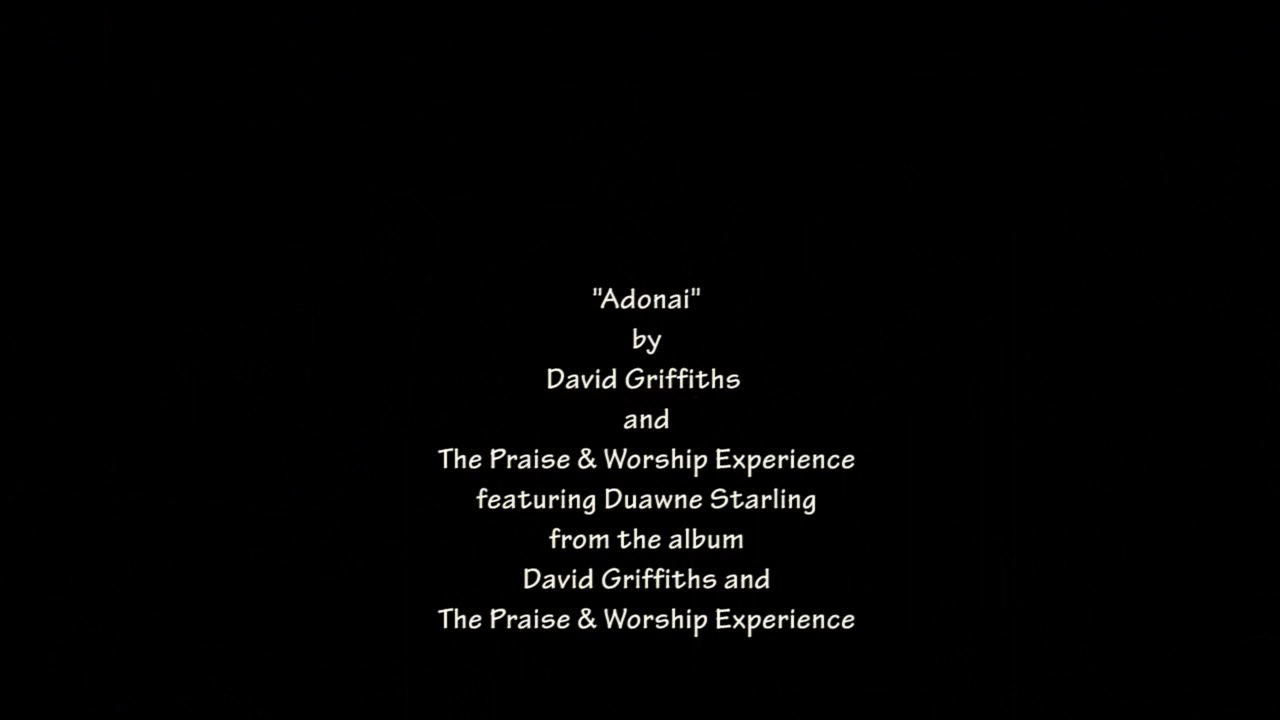 "Adonai"
by
David Griffiths
and
The Praise & Worship Experience
featuring Duawne Starling
from the album
David Griffiths and
The Praise & Worship Experience